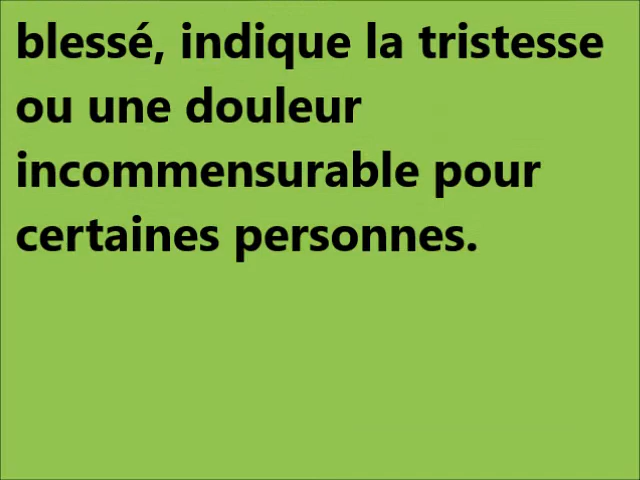 blessé, indique la tristesse
ou une douleur
incommensurable pour
certaines personnes.